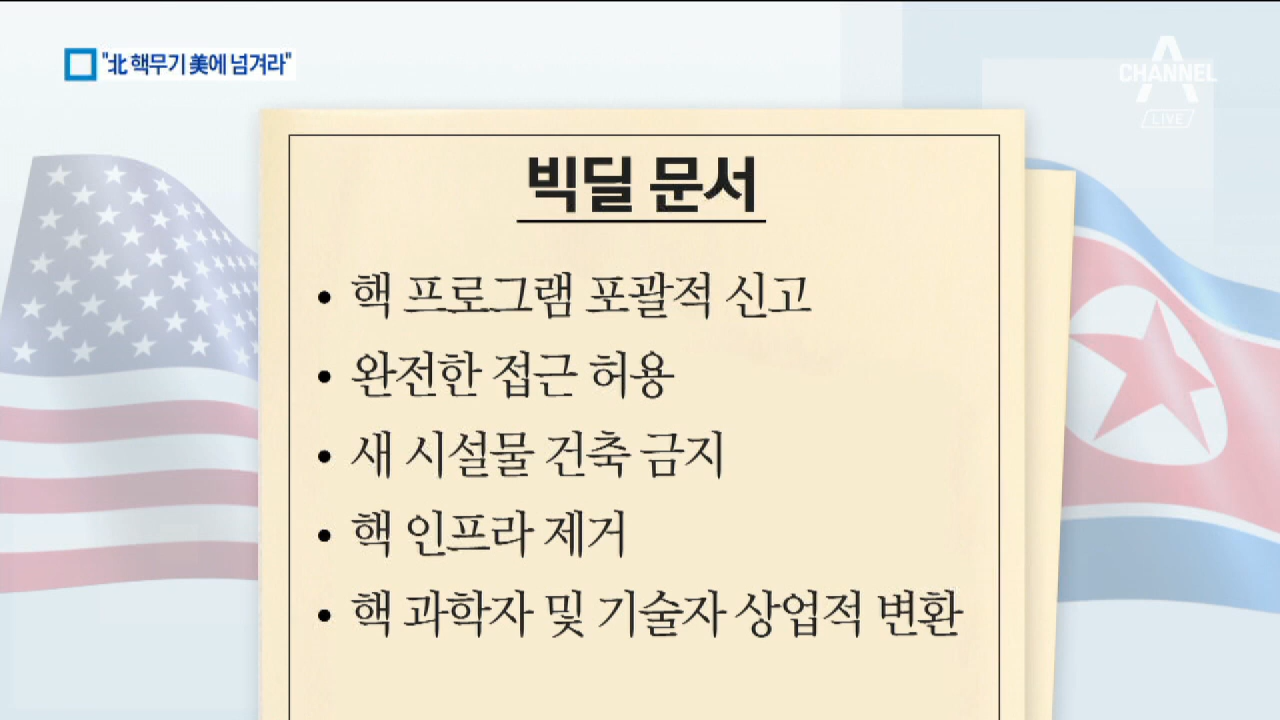 "北 핵무기 美에 넘겨라"
CHANNEL A
LIVE
빅딜 문서
• 핵 프로그램 포괄적 신고
• 완전한 접근 허용
• 새 시설물 건축 금지
• 핵 인프라 제거
• 핵 과학자 및 기술자 상업적 변환